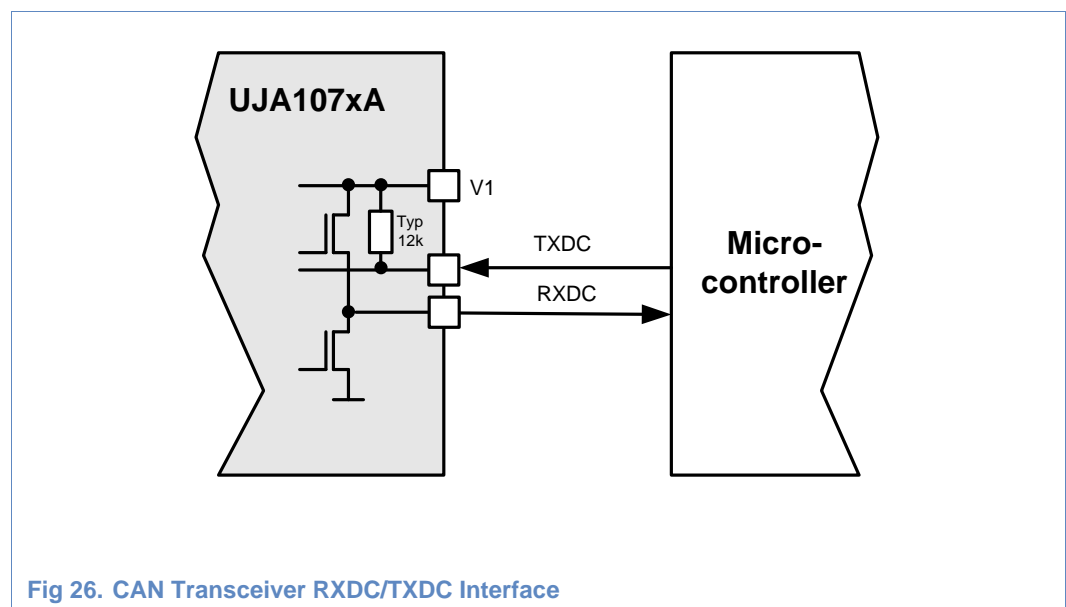 UJA107xA
V1
Typ
12k
TXDC
RXDC
Micro-
controller
Fig 26. CAN Transceiver RXDC/TXDC Interface